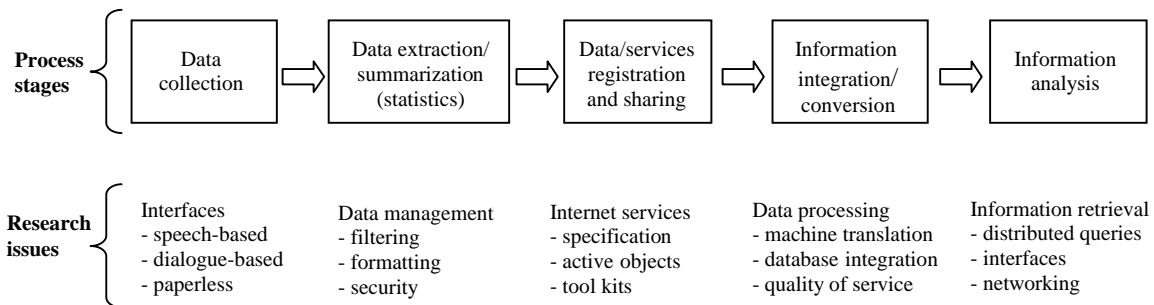 Process
stages
Data
collection
Data extraction/
summarization
(statistics)
Data/services
registration
and sharing
Information
integration/
conversion
Information
analysis
Research
issues
Interfaces
- speech-based
- dialogue-based
- paperless
Data management
- filtering
- formatting
- security
Internet services
- specification
- active objects
- tool kits
Data processing
- machine translation
- database integration
- quality of service
Information retrieval
- distributed queries
- interfaces
- networking